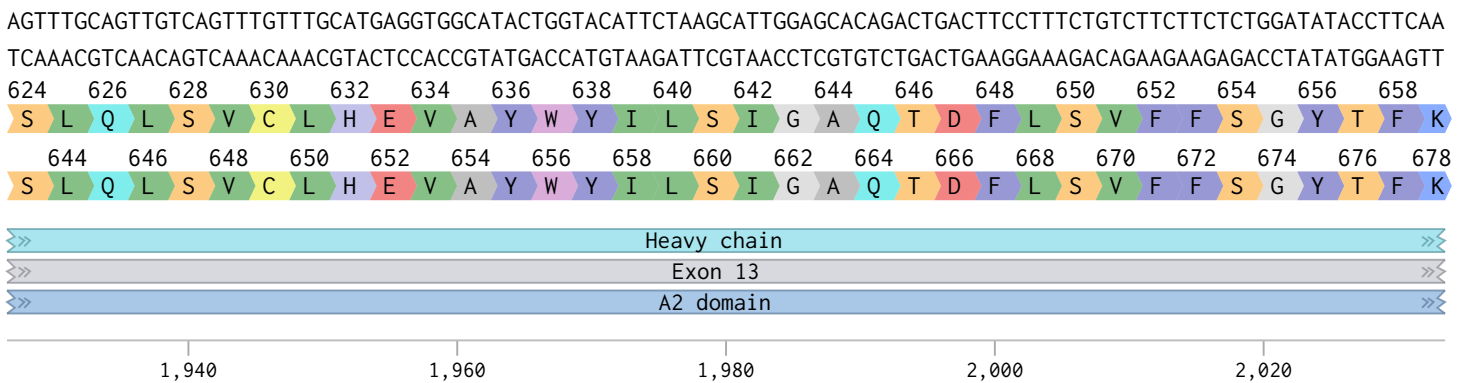 AGTTTGCAGTTGTCAGTTTGTTTGCATGAGGTGGCATACTGGTACATTCTAAGCATTGGAGCACAGACTGACTTCCTTTCTGTCTTCTTCTCTGGATATACCTTCAA
TCAAACGTCAACAGTCAAACAAACGTACTCCACCGTATGACCATGTAAGATTCGTAACCTCGTGTCTGACTGAAGGAAAGACAGAAGAAGAGACCTATATGGAAGTT
624 626 628 630 632 634 636 638 640 642 644 646 648 650 652 654 656 658
S L Q L S V C L H E V A Y W Y I L S I G A Q T D F L S V F F S G Y T F K
644 646 648 650 652 654 656 658 660 662 664 666 668 670 672 674 676 678
S L Q L S V C L H E V A Y W Y I L S I G A Q T D F L S V F F S G Y T F K
Heavy chain
Exon 13
A2 domain
1,940 1,960 1,980 2,000 2,020